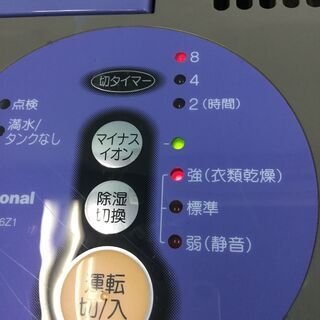 8
切タイマー
4
点検
2(時間)
満水/
タンクなし
マイナス
イオン
強(衣類乾燥)
onal
除湿
切換
標準
6Z1
弱(静音)
運転
切/入